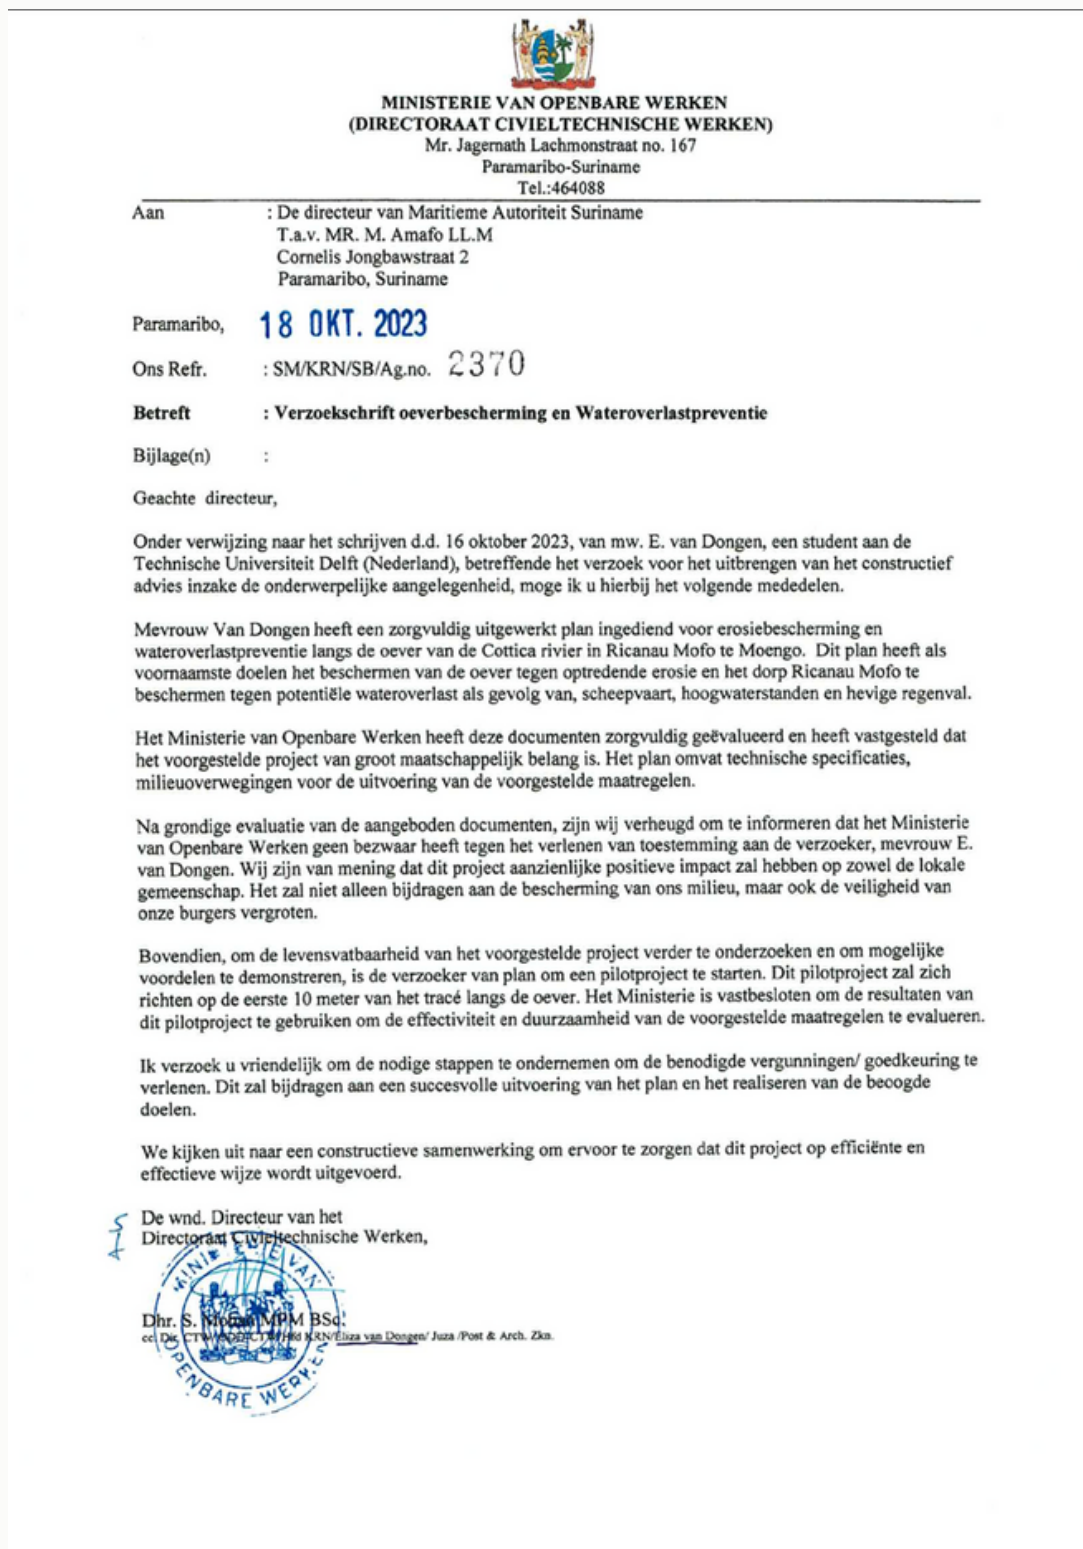 MINISTERIE VAN OPENBARE WERKEN
(DIRECTORAAT CIVIELTECHNISCHE WERKEN)
Mr. Jagernath Lachmonstraat no. 167
Paramaribo-Suriname
Tel.:464088
Aan : De directeur van Maritieme Autoriteit Suriname
T.a.v. MR. M. Amafo LL.M
Cornelis Jongbawstraat 2
Paramaribo, Suriname
Paramaribo, 18 OKT. 2023
Ons Refr. : SM/KRN/SB/Ag.no. 2370
Betreft : Verzoekschrift oeverbescherming en Wateroverlastpreventie
Bijlage(n) :
Geachte directeur,
Onder verwijzing naar het schrijven d.d. 16 oktober 2023, van mw. E. van Dongen, een student aan de
Technische Universiteit Delft (Nederland), betreffende het verzoek voor het uitbrengen van het constructief
advies inzake de onderwerpelijke aangelegenheid, moge ik u hierbij het volgende mededelen.
Mevrouw Van Dongen heeft een zorgvuldig uitgewerkt plan ingediend voor erosiebescherming en
wateroverlastpreventie langs de oever van de Cottica rivier in Ricanau Mofo te Moengo. Dit plan heeft als
voornaamste doelen het beschermen van de oever tegen optredende erosie en het dorp Ricanau Mofo te
beschermen tegen potentiële wateroverlast als gevolg van, scheepvaart, hoogwaterstanden en hevige regenval.
Het Ministerie van Openbare Werken heeft deze documenten zorgvuldig geëvalueerd en heeft vastgesteld dat
het voorgestelde project van groot maatschappelijk belang is. Het plan omvat technische specificaties,
milieuoverwegingen voor de uitvoering van de voorgestelde maatregelen.
Na grondige evaluatie van de aangeboden documenten, zijn wij verheugd om te informeren dat het Ministerie
van Openbare Werken geen bezwaar heeft tegen het verlenen van toestemming aan de verzoeker, mevrouw E.
van Dongen. Wij zijn van mening dat dit project aanzienlijke positieve impact zal hebben op zowel de lokale
gemeenschap. Het zal niet alleen bijdragen aan de bescherming van ons milieu, maar ook de veiligheid van
onze burgers vergroten.
Bovendien, om de levensvatbaarheid van het voorgestelde project verder te onderzoeken en om mogelijke
voordelen te demonstreren, is de verzoeker van plan om een pilotproject te starten. Dit pilotproject zal zich
richten op de eerste 10 meter van het tracé langs de oever. Het Ministerie is vastbesloten om de resultaten van
dit pilotproject te gebruiken om de effectiviteit en duurzaamheid van de voorgestelde maatregelen te evalueren.
Ik verzoek u vriendelijk om de nodige stappen te ondernemen om de benodigde vergunningen/ goedkeuring te
verlenen. Dit zal bijdragen aan een succesvolle uitvoering van het plan en het realiseren van de beoogde
doelen.
We kijken uit naar een constructieve samenwerking om ervoor te zorgen dat dit project op efficiënte en
effectieve wijze wordt uitgevoerd.
De wnd. Directeur van het
Directoraat Civieltechnische Werken,
Dhr. S. MPM BSc.
cc. Dir. KRN/Eliza van Dongen/ Juza /Post & Arch. Zkn.
OPENBARE WERKEN